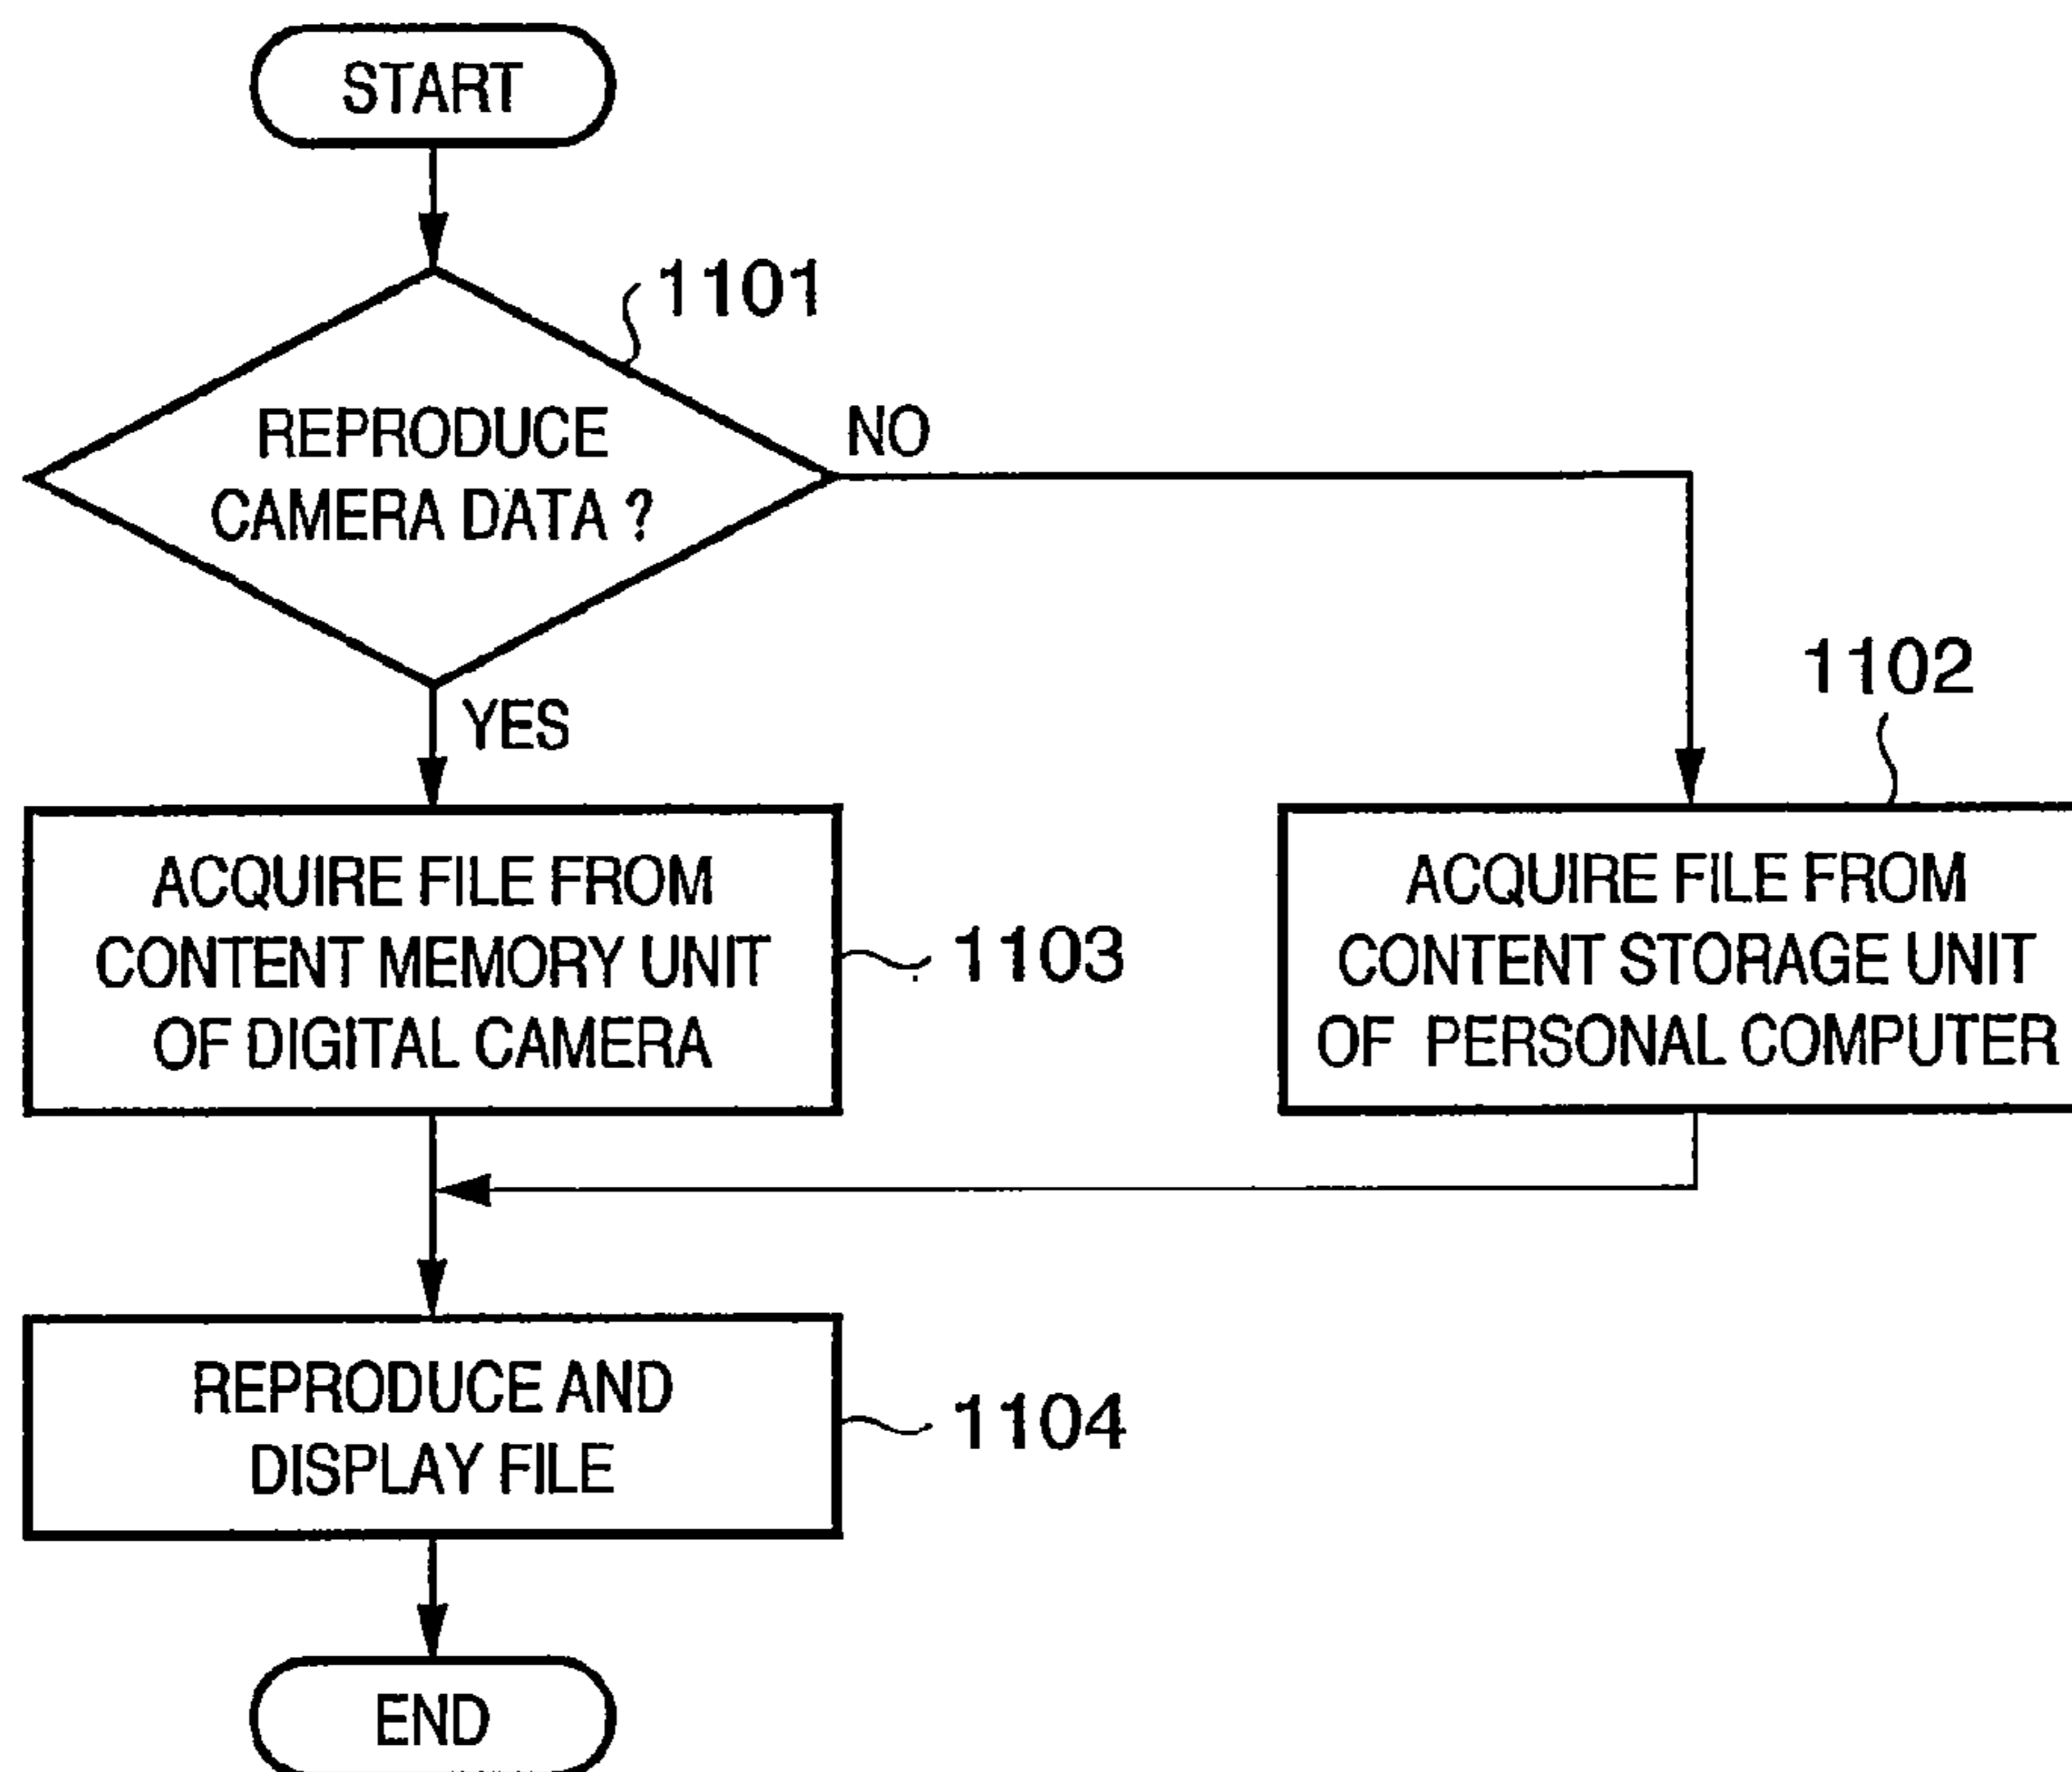 START
1101
REPRODUCE
CAMERA DATA ?
NO
YES
1102
ACQUIRE FILE FROM
CONTENT MEMORY UNIT
OF DIGITAL CAMERA
1103
ACQUIRE FILE FROM
CONTENT STORAGE UNIT
OF PERSONAL COMPUTER
REPRODUCE AND
DISPLAY FILE
1104
END